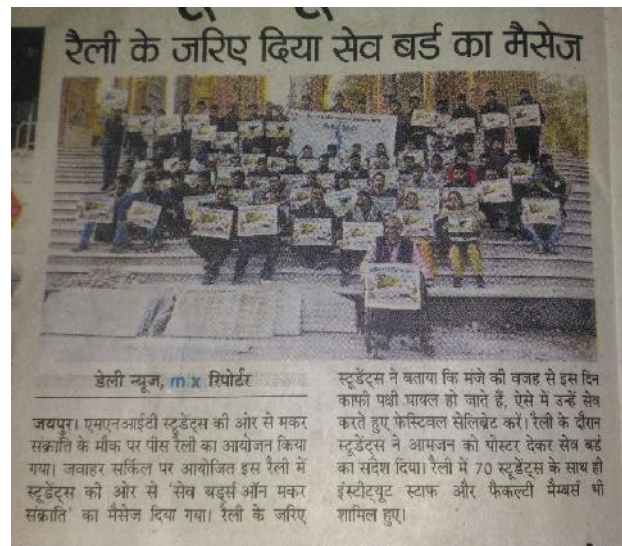 रैली के जरिए दिया सेव बर्ड का मैसेज
डेली न्यूज, mix रिपोर्टर
जयपुर। एमएनआईटी स्टूडेंट्स की ओर से मकर
संक्रांति के मौके पर पीस रैली का आयोजन किया
गया। जवाहर सर्किल पर आयोजित इस रैली में
स्टूडेंट्स की ओर से 'सेव बर्ड्स ऑन मकर
संक्रांति' का मैसेज दिया गया। रैली के जरिए
स्टूडेंट्स ने बताया कि मंजे की वजह से इस दिन
काफी पक्षी घायल हो जाते हैं, ऐसे में उन्हें सेव
करते हुए फेस्टिवल सेलिब्रेट करें। रैली के दौरान
स्टूडेंट्स ने आमजन को पोस्टर देकर सेव बर्ड
का संदेश दिया। रैली में 70 स्टूडेंट्स के साथ ही
इंस्टीट्यूट स्टाफ और फैकल्टी मैम्बर्स भी
शामिल हुए।